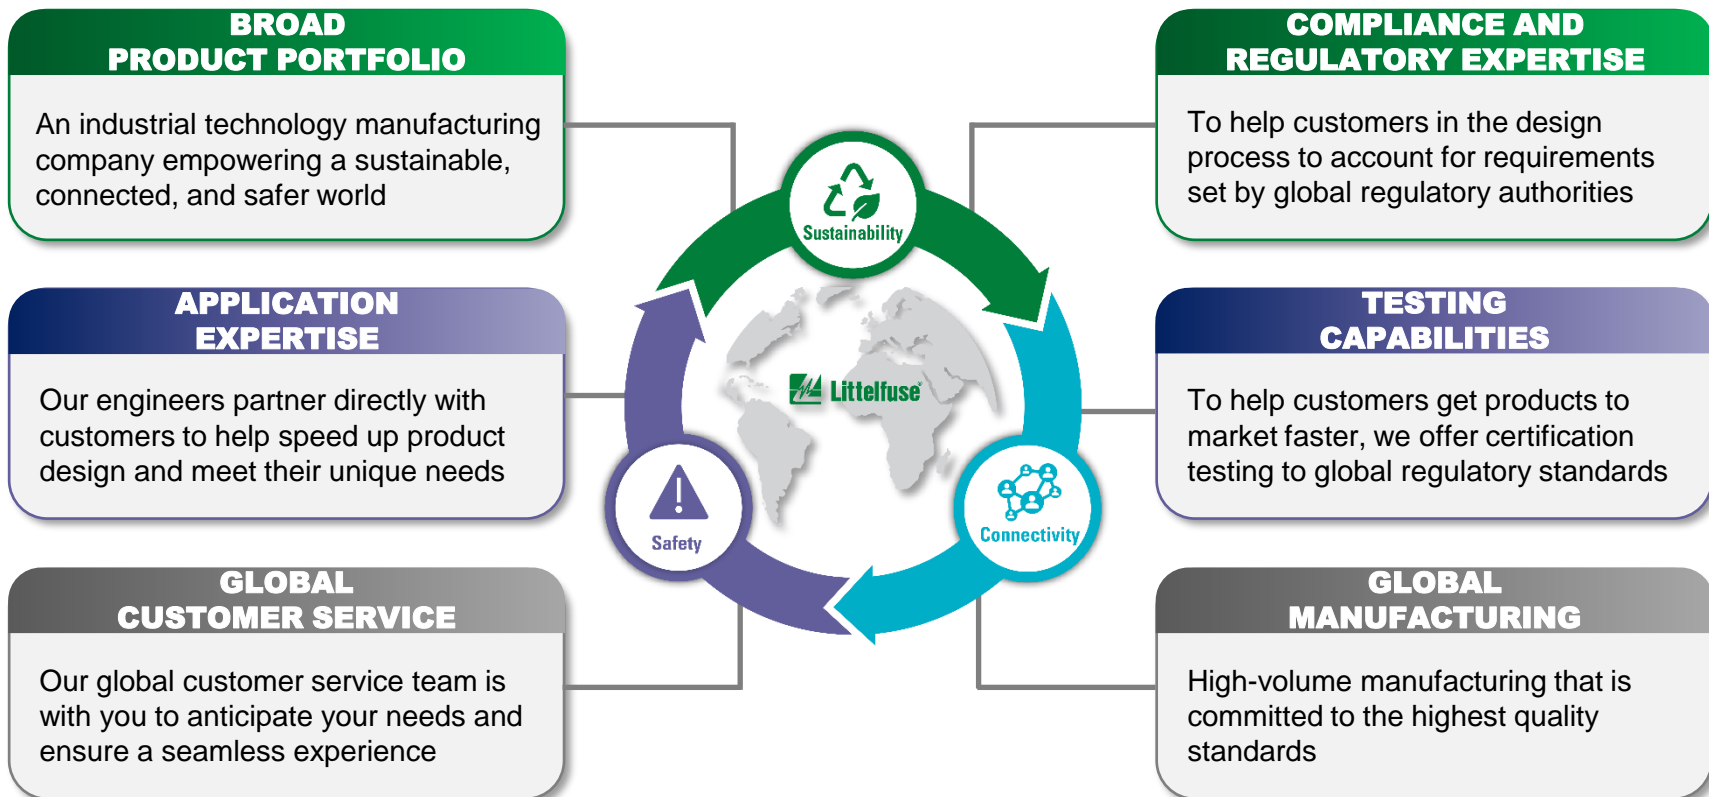 BROAD
PRODUCT PORTFOLIO
An industrial technology manufacturing
company empowering a sustainable,
connected, and safer world
APPLICATION
EXPERTISE
Our engineers partner directly with
customers to help speed up product
design and meet their unique needs
GLOBAL
CUSTOMER SERVICE
Our global customer service team is
with you to anticipate your needs and
ensure a seamless experience
Sustainability
Littelfuse®
Safety
Connectivity
COMPLIANCE AND
REGULATORY EXPERTISE
To help customers in the design
process to account for requirements
set by global regulatory authorities
TESTING
CAPABILITIES
To help customers get products to
market faster, we offer certification
testing to global regulatory standards
GLOBAL
MANUFACTURING
High-volume manufacturing that is
committed to the highest quality
standards